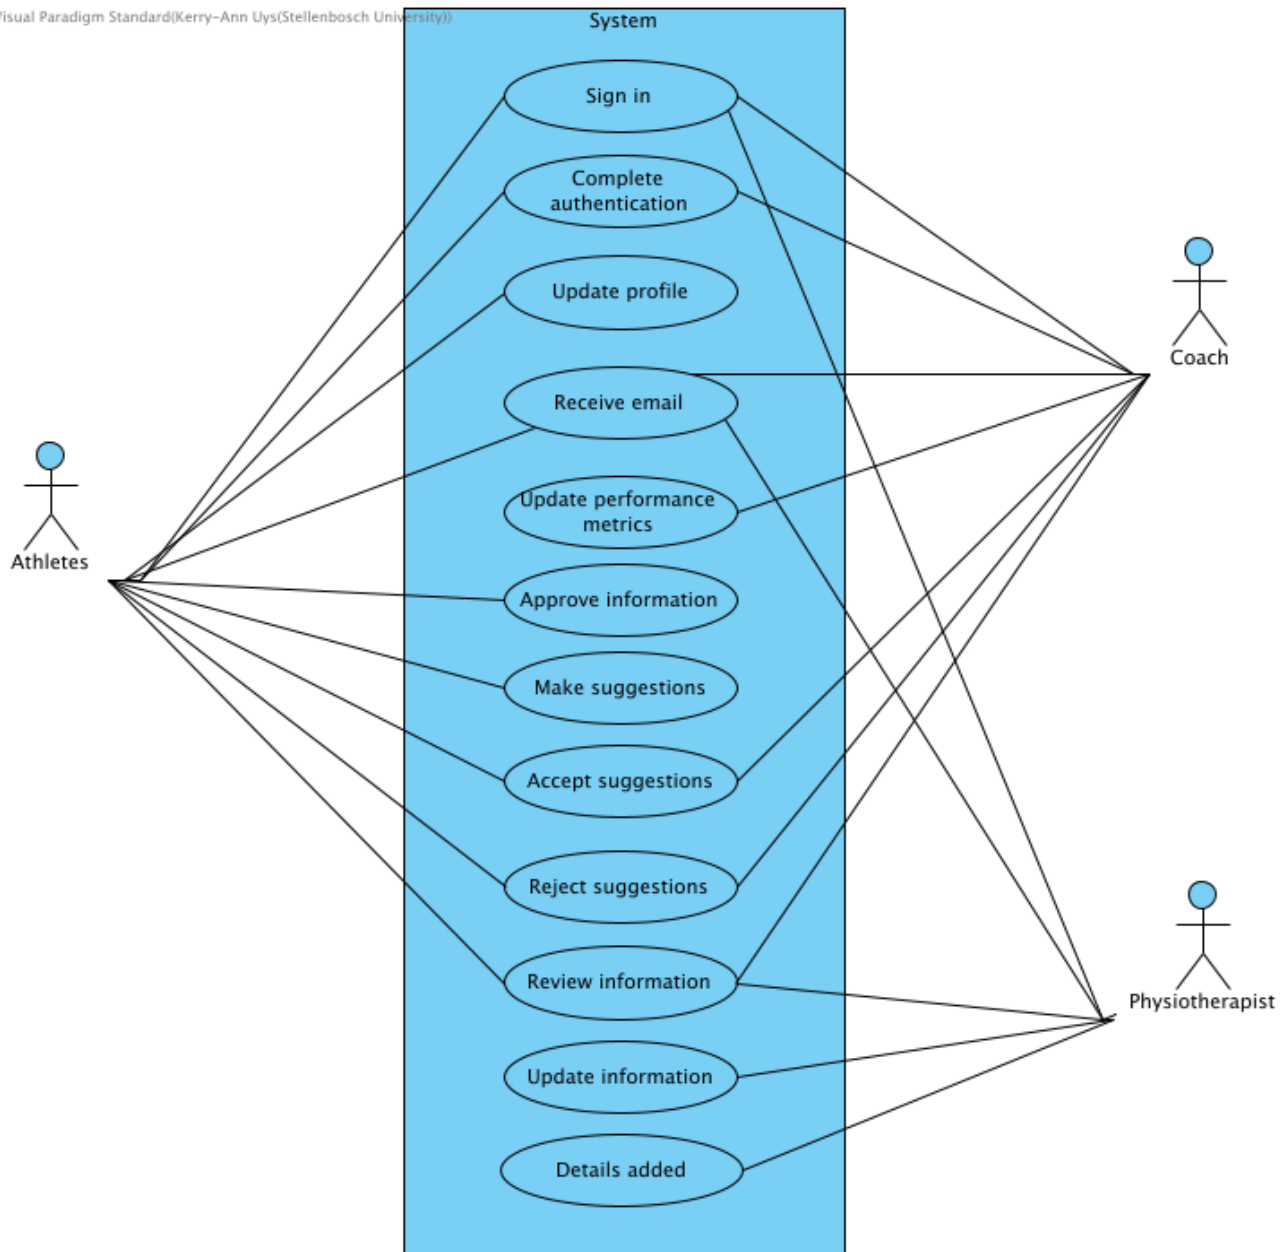 Visual Paradigm Standard(Kerry-Ann Uys(Stellenbosch University))
System
Sign in
Complete
authentication
Update profile
Coach
Receive email
Athletes
Update performance
metrics
Approve information
Make suggestions
Accept suggestions
Reject suggestions
Review information
Physiotherapist
Update information
Details added